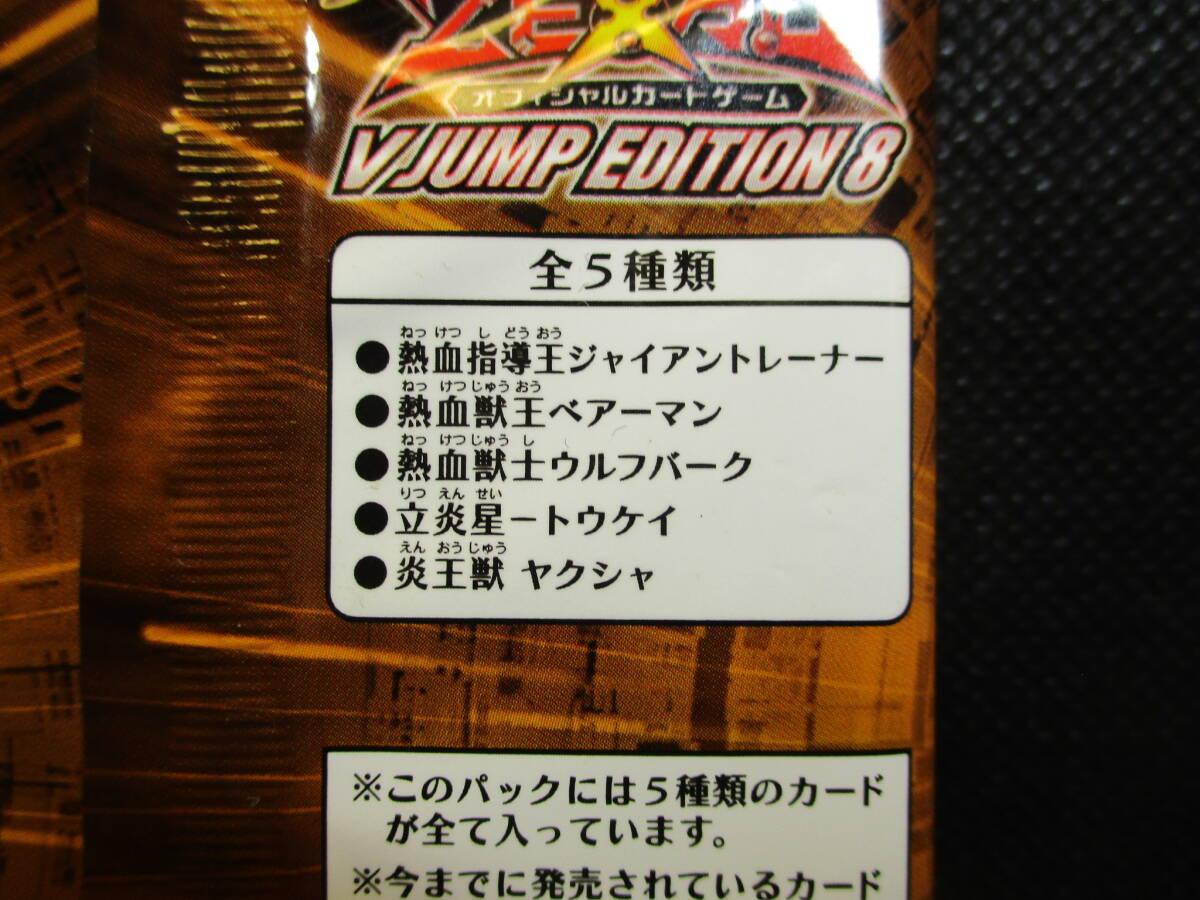 ZEXAL
オフィシャルカードゲーム
V JUMP EDITION 8
全5種類
ねっ けつ し どう おう
●熱血指導王ジャイアントレーナー
ねっ けつ じゅう おう
●熱血獣王ベアーマン
ねっ けつ じゅう し
●熱血獣士ウルフバーク
りつ えん せい
●立炎星−トウケイ
えん おう じゅう
●炎王獣 ヤクシャ
※このパックには5種類のカード
が全て入っています。
※今までに発売されているカード